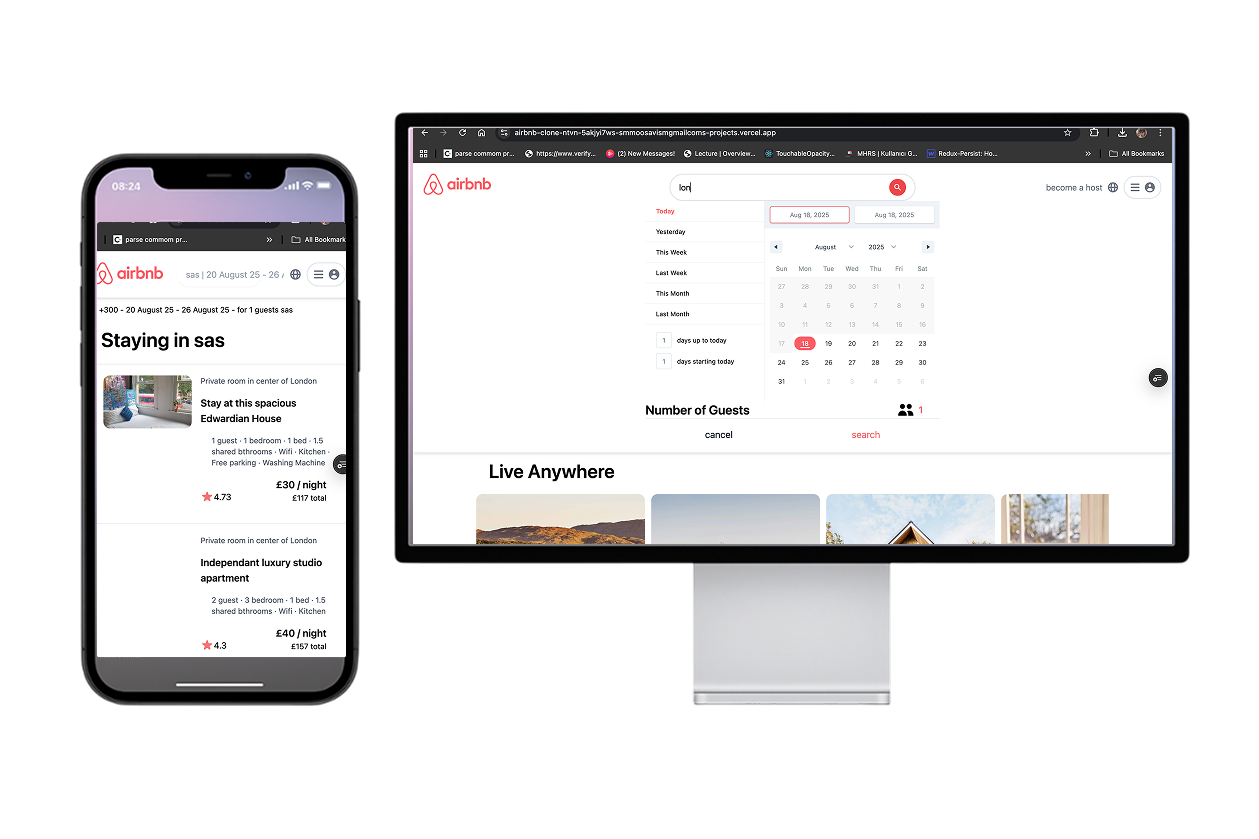 08:24
parse commom pr...
»
All Bookmark
airbnb
sas | 20 August 25 - 26 /
+300 - 20 August 25 - 26 August 25 - for 1 guests sas
Staying in sas
Private room in center of London
Stay at this spacious
Edwardian House
1 guest · 1 bedroom · 1 bed · 1.5
shared bthrooms · Wifi · Kitchen ·
Free parking · Washing Machine
£30 / night
4.73
£117 total
Private room in center of London
Independant luxury studio
apartment
2 guest · 3 bedroom · 1 bed · 1.5
shared bthrooms · Wifi · Kitchen
£40 / night
4.3
£157 total
airbnb-clone-ntvn-5akjyi7ws-smmoosavismgmailcoms-projects.vercel.app
parse commom pr...
https://www.verify...
(2) New Messages!
Lecture | Overview...
TouchableOpacity...
MHRS | Kullanıcı G...
Redux-Persist: Ho...
»
All Bookmarks
airbnb
lon
become a host
Today
Yesterday
This Week
Last Week
This Month
Last Month
1 days up to today
1 days starting today
Aug 18, 2025
Aug 18, 2025
August
2025
Sun Mon Tue Wed Thu Fri Sat
27 28 29 30 31 1 2
3 4 5 6 7 8 9
10 11 12 13 14 15 16
17 18 19 20 21 22 23
24 25 26 27 28 29 30
31 1 2 3 4 5 6
Number of Guests
1
cancel
search
Live Anywhere